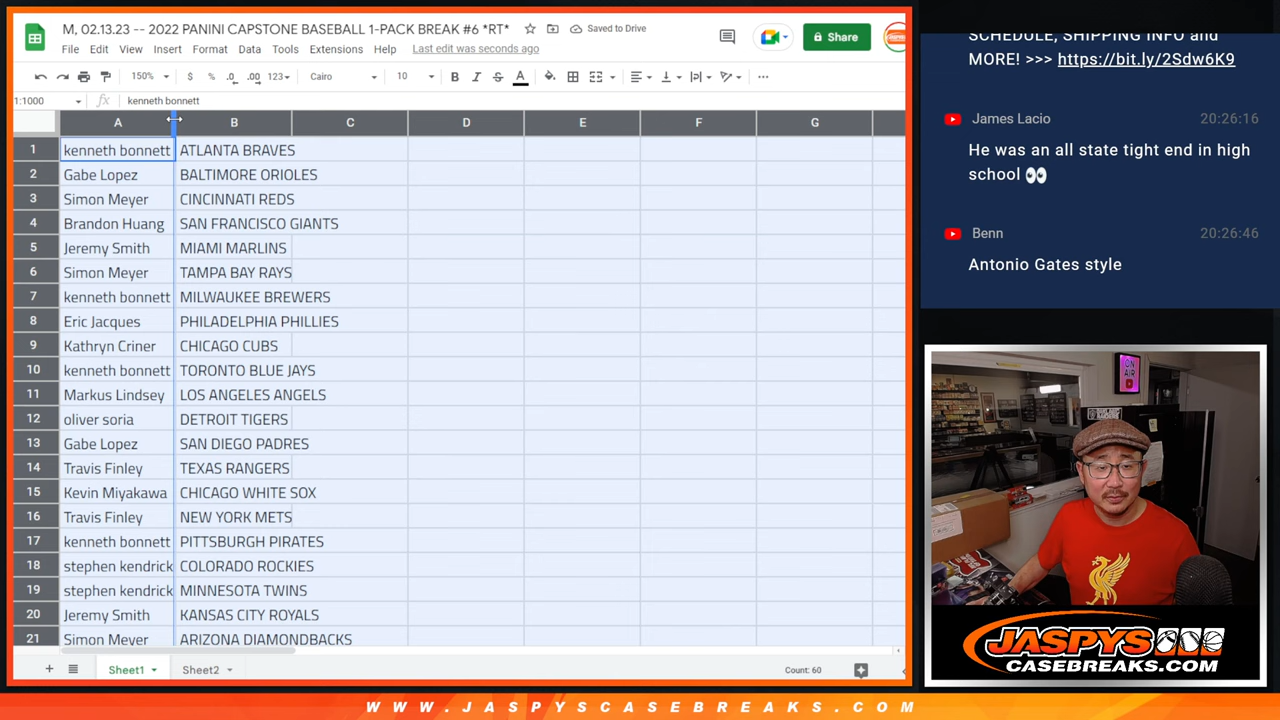 M, 02.13.23 -- 2022 PANINI CAPSTONE BASEBALL 1-PACK BREAK #6 *RT*
Saved to Drive
Share
File Edit View Insert Format Data Tools Extensions Help Last edit was seconds ago
150% $ % .0 .00 123 Cairo 10 B I S A
1:1000 fx kenneth bonnett
A B C D E F G
1 kenneth bonnett ATLANTA BRAVES
2 Gabe Lopez BALTIMORE ORIOLES
3 Simon Meyer CINCINNATI REDS
4 Brandon Huang SAN FRANCISCO GIANTS
5 Jeremy Smith MIAMI MARLINS
6 Simon Meyer TAMPA BAY RAYS
7 kenneth bonnett MILWAUKEE BREWERS
8 Eric Jacques PHILADELPHIA PHILLIES
9 Kathryn Criner CHICAGO CUBS
10 kenneth bonnett TORONTO BLUE JAYS
11 Markus Lindsey LOS ANGELES ANGELS
12 oliver soria DETROIT TIGERS
13 Gabe Lopez SAN DIEGO PADRES
14 Travis Finley TEXAS RANGERS
15 Kevin Miyakawa CHICAGO WHITE SOX
16 Travis Finley NEW YORK METS
17 kenneth bonnett PITTSBURGH PIRATES
18 stephen kendrick COLORADO ROCKIES
19 stephen kendrick MINNESOTA TWINS
20 Jeremy Smith KANSAS CITY ROYALS
21 Simon Meyer ARIZONA DIAMONDBACKS
Sheet1 Sheet2 Count: 60
SCHEDULE, SHIPPING INFO and
MORE! >>> https://bit.ly/2Sdw6K9
James Lacio 20:26:16
He was an all state tight end in high
school 👀
Benn 20:26:46
Antonio Gates style
ON
AIR
JASPYS
CASEBREAKS.COM
WWW.JASPYSCASEBREAKS.COM